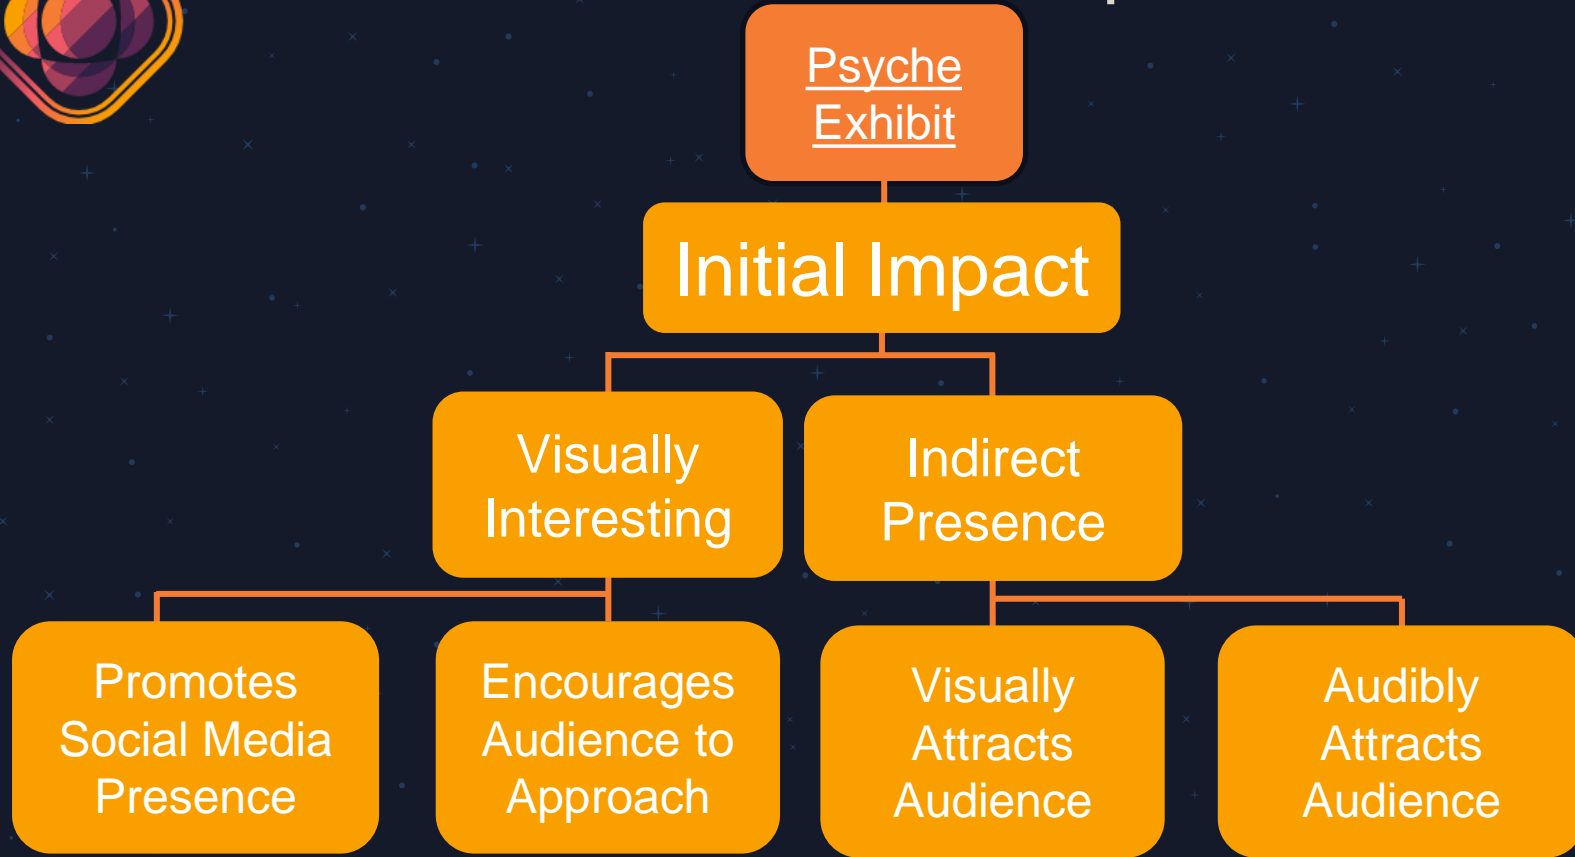 Psyche
Exhibit
Initial Impact
Visually
Interesting
Indirect
Presence
Promotes
Social Media
Presence
Encourages
Audience to
Approach
Visually
Attracts
Audience
Audibly
Attracts
Audience